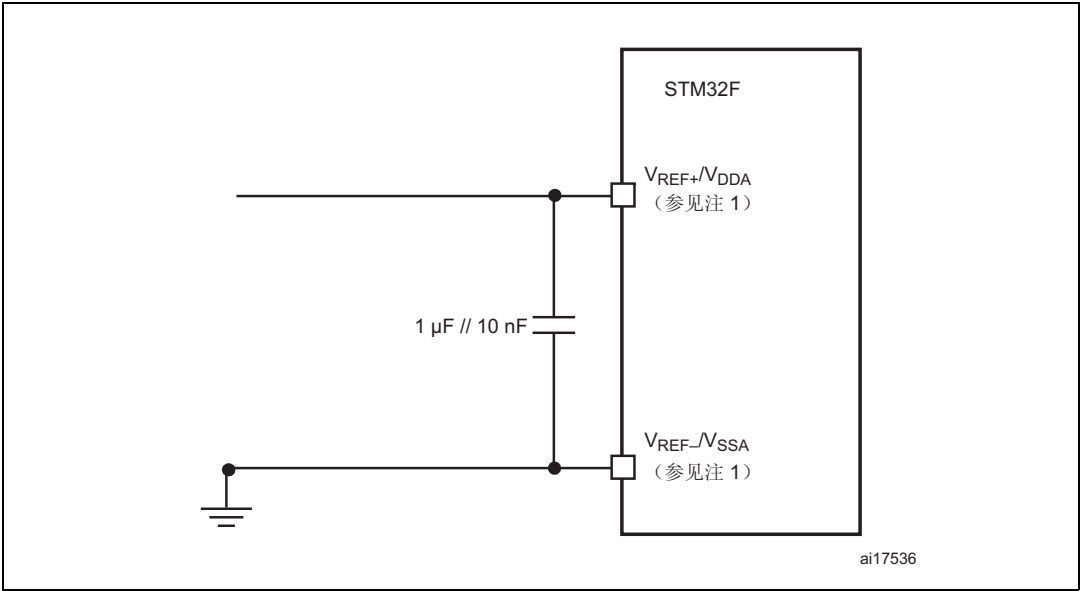 STM32F
VREF+/VDDA
（参见注 1）
1 µF // 10 nF
VREF–/VSSA
（参见注 1）
ai17536